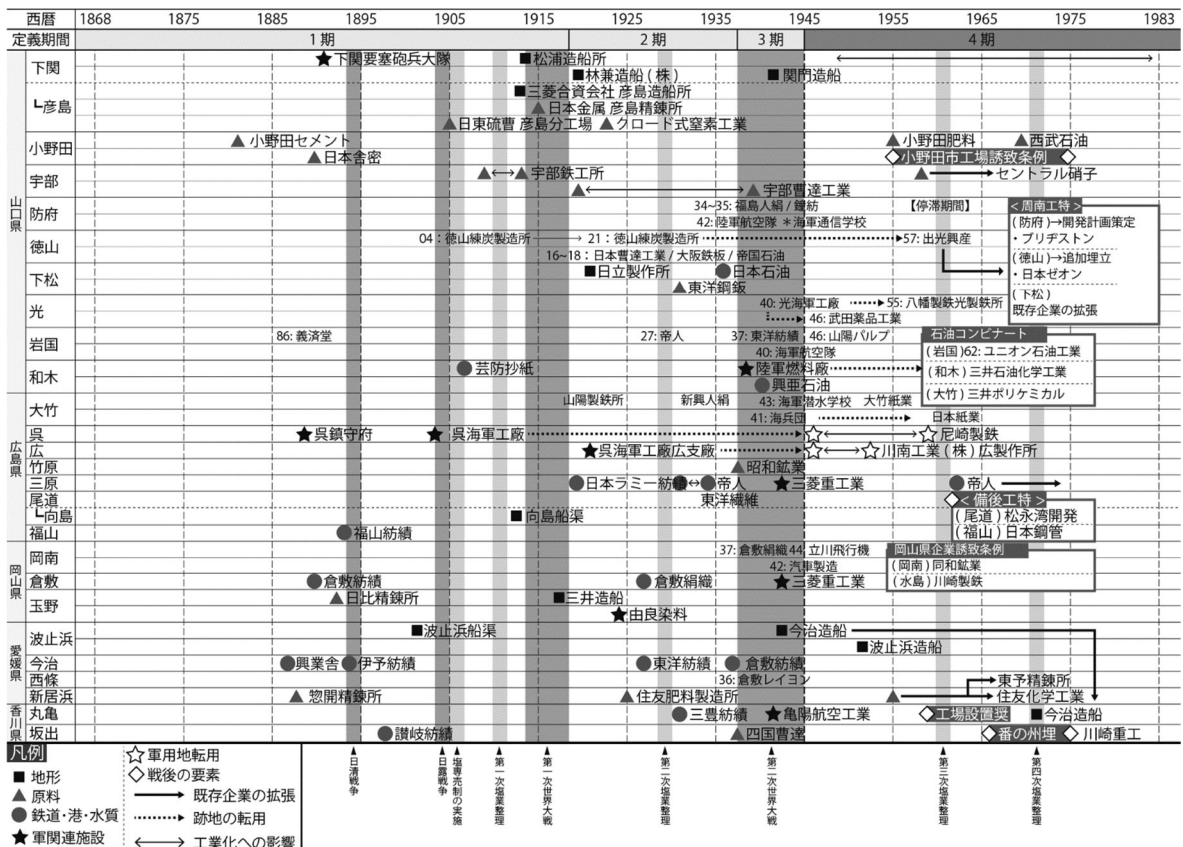 西暦 1868 1875 1885 1895 1905 1915 1925 1935 1945 1955 1965 1975 1983
定義期間 1期 2期 3期 4期
山口県
下関 下関要塞砲兵大隊 松浦造船所
林兼造船(株) 関門造船
┗彦島 三菱合資会社 彦島造船所
日本金属 彦島精錬所
日東硫曹 彦島分工場 クロード式窒素工業
小野田 小野田セメント 小野田肥料 西武石油
日本舎密 小野田市工場誘致条例
宇部 宇部鉄工所 セントラル硝子
宇部曹達工業
防府 34~35: 福島人絹 / 鐘紡 【停滞期間】
42: 陸軍航空隊 *海軍通信学校
徳山 04：徳山練炭製造所 21：徳山練炭製造所 57: 出光興産
16~18：日本曹達工業 / 大阪鉄板 / 帝国石油
下松 日立製作所 日本石油
東洋鋼鈑
<周南工特>
(防府)→開発計画策定
・ブリヂストン
(徳山)→追加埋立
・日本ゼオン
(下松)
既存企業の拡張
光 40: 光海軍工廠 55: 八幡製鉄光製鉄所
46: 武田薬品工業
岩国 86: 義済堂 27: 帝人 37: 東洋紡績 46: 山陽パルプ
40: 海軍航空隊
和木 芸防抄紙 陸軍燃料廠
興亜石油
石油コンビナート
(岩国)62: ユニオン石油工業
(和木)三井石油化学工業
(大竹)三井ポリケミカル
広島県
大竹 山陽製鉄所 新興人絹 43: 海軍潜水学校 大竹紙業
41: 海兵団 日本紙業
呉 呉鎮守府 呉海軍工廠 尼崎製鉄
広 呉海軍工廠広支廠 川南工業(株)広製作所
竹原 昭和鉱業
三原 日本ラミー紡績 帝人 三菱重工業 帝人
尾道 東洋繊維
┗向島 向島船渠
福山 福山紡績
<備後工特>
(尾道)松永湾開発
(福山)日本鋼管
岡山県
岡南 37: 倉敷絹織 44: 立川飛行機
42: 汽車製造
倉敷 倉敷紡績 倉敷絹織 三菱重工業
玉野 日比精錬所 三井造船
由良染料
岡山県企業誘致条例
(岡南)同和鉱業
(水島)川崎製鉄
愛媛県
波止浜 波止浜船渠 今治造船
波止浜造船
今治 興業舎 伊予紡績 東洋紡績 倉敷紡績
西條 36: 倉敷レイヨン 東予精錬所
新居浜 惣開精錬所 住友肥料製造所 住友化学工業
香川県
丸亀 三豊紡績 亀陽航空工業 工場設置奨 今治造船
坂出 讃岐紡績 四国曹達 番の州埋 川崎重工
凡例
地形
原料
鉄道・港・水質
軍関連施設
軍用地転用
戦後の要素
既存企業の拡張
跡地の転用
工業化への影響
日清戦争
日露戦争
塩専売制の実施
第一次塩業整理
第一次世界大戦
第二次塩業整理
第二次世界大戦
第三次塩業整理
第四次塩業整理